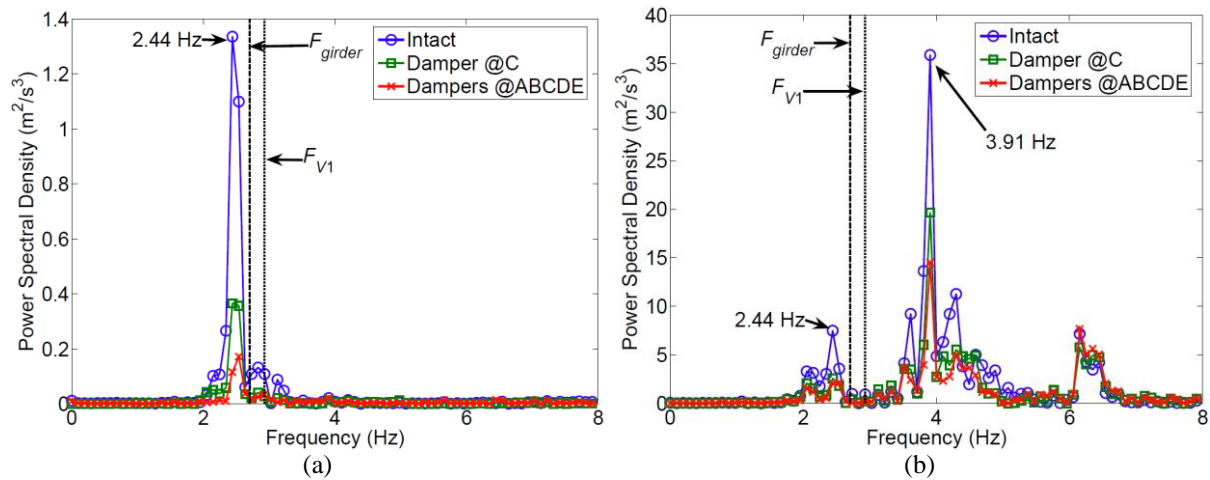 1.4
1.2
1
0.8
0.6
0.4
0.2
0
0
2
4
6
8
Power Spectral Density (m²/s³)
Frequency (Hz)
2.44 Hz
F_girder
F_V1
Intact
Damper @C
Dampers @ABCDE
(a)
40
35
30
25
20
15
10
5
0
0
2
4
6
8
Power Spectral Density (m²/s³)
Frequency (Hz)
F_girder
F_V1
2.44 Hz
3.91 Hz
Intact
Damper @C
Dampers @ABCDE
(b)